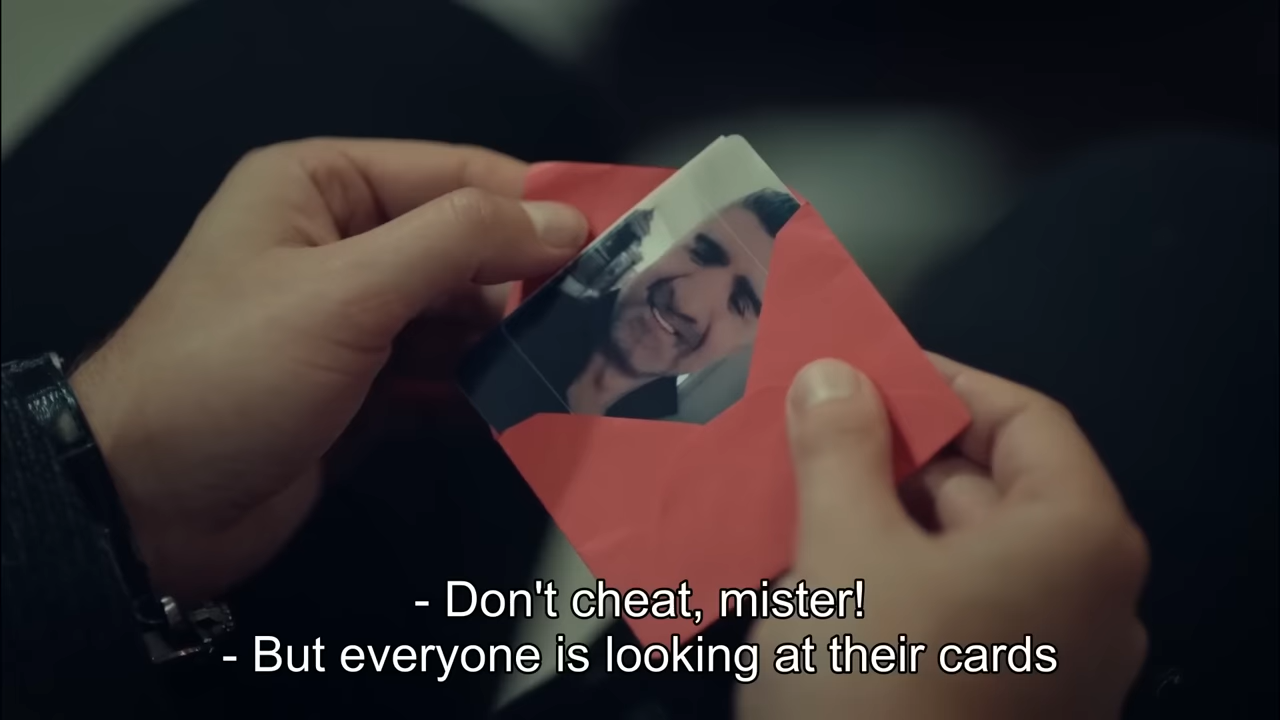 - Don't cheat, mister!
- But everyone is looking at their cards